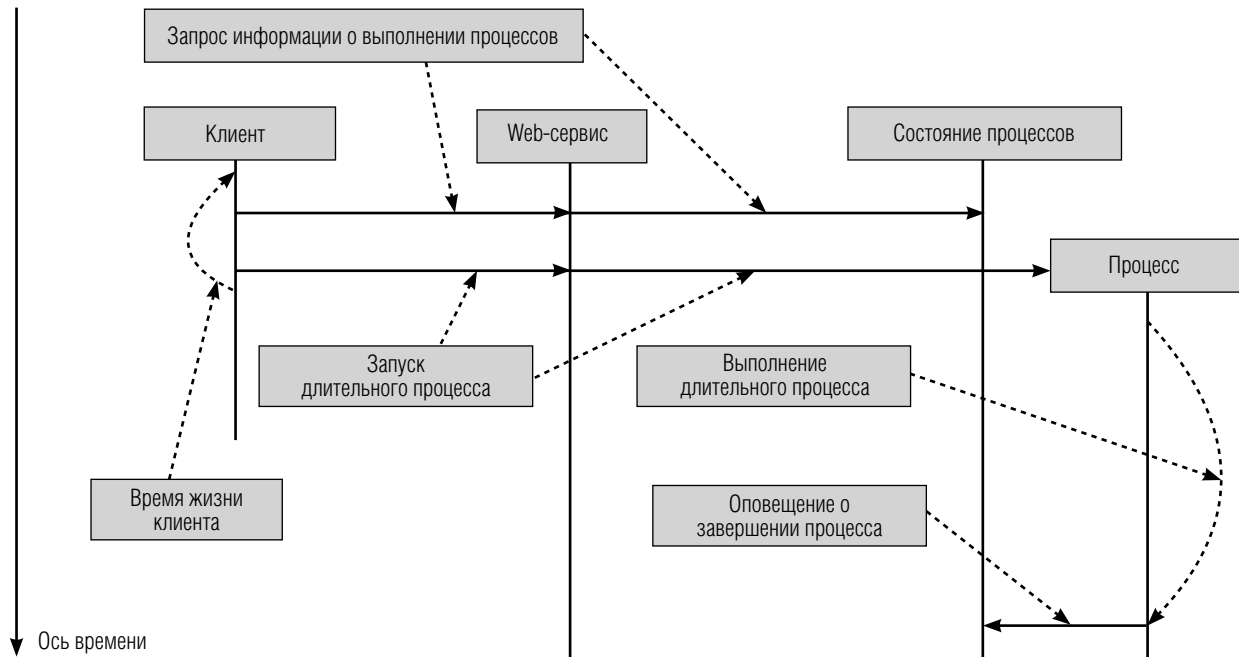 Запрос информации о выполнении процессов
Клиент
Web-сервис
Состояние процессов
Процесс
Запуск
длительного процесса
Выполнение
длительного процесса
Время жизни
клиента
Оповещение о
завершении процесса
Ось времени